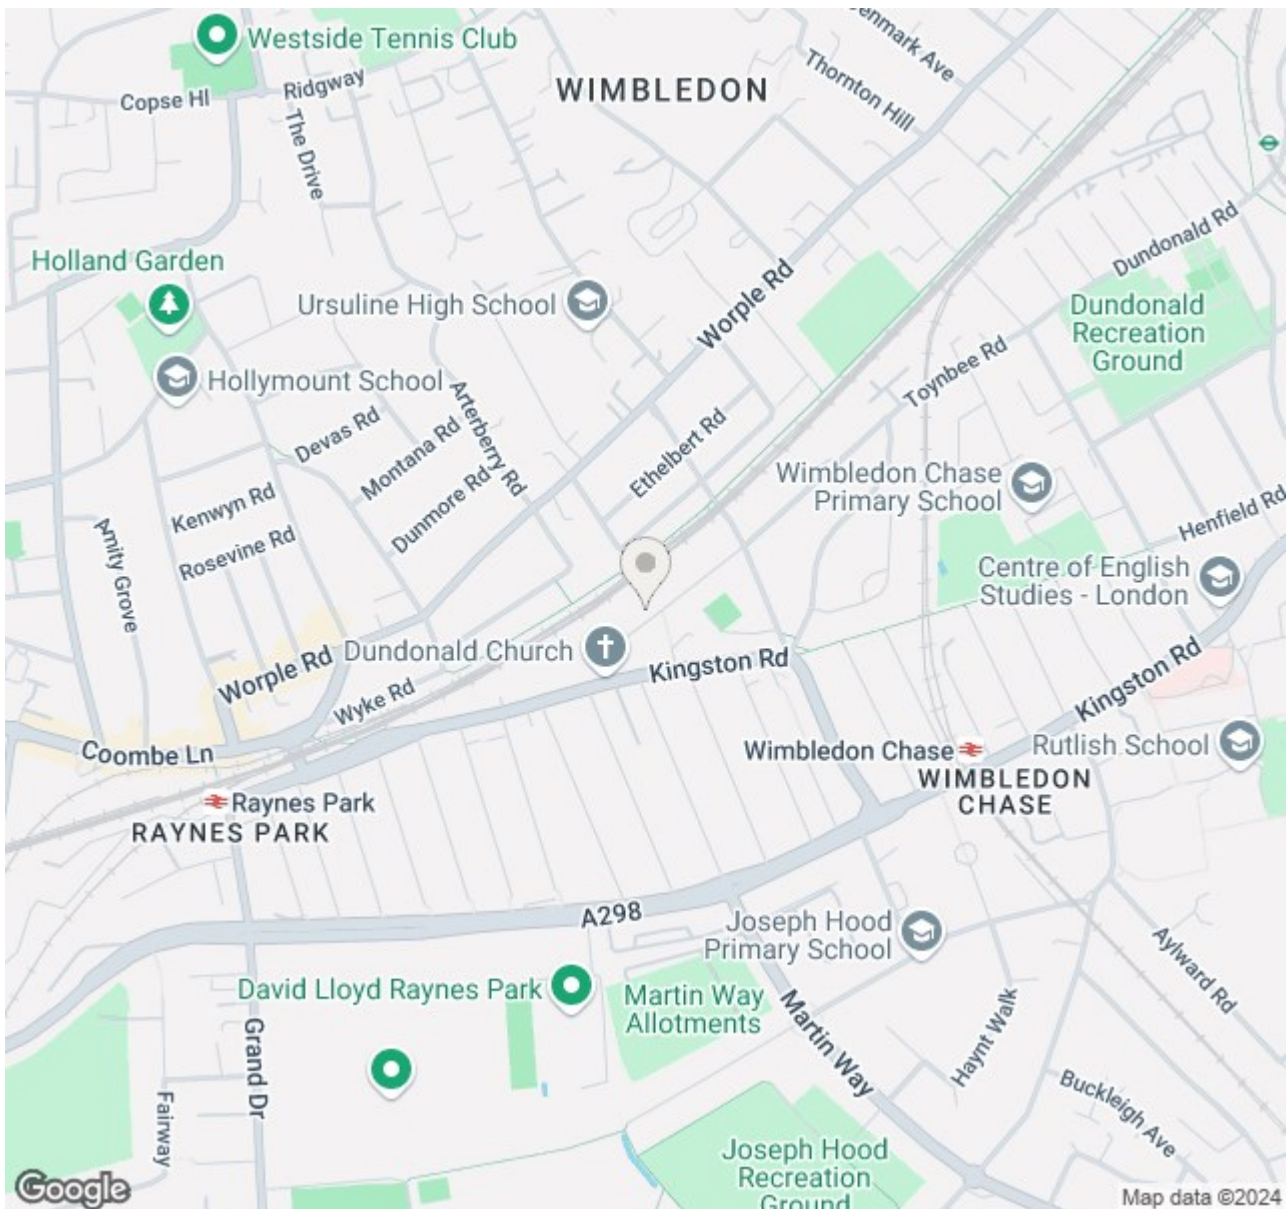 Westside Tennis Club
WIMBLEDON
enmark Ave
Thornton Hill
Copse Hl
Ridgway
The Drive
Holland Garden
Ursuline High School
Worple Rd
Dundonald Rd
Dundonald
Recreation
Ground
Hollymount School
Toynbee Rd
Arterberry Rd
Devas Rd
Montana Rd
Ethelbert Rd
Wimbledon Chase
Primary School
Kenwyn Rd
Dunmore Rd
Henfield Rd
Amity Grove
Rosevine Rd
Centre of English
Studies - London
Dundonald Church
Kingston Rd
Worple Rd
Wyke Rd
Kingston Rd
Coombe Ln
Wimbledon Chase
Rutlish School
WIMBLEDON
CHASE
Raynes Park
RAYNES PARK
A298
Joseph Hood
Primary School
Aylward Rd
David Lloyd Raynes Park
Martin Way
Allotments
Martin Way
Haynt Walk
Grand Dr
Fairway
Buckleigh Ave
Joseph Hood
Recreation
Ground
Google
Map data ©2024